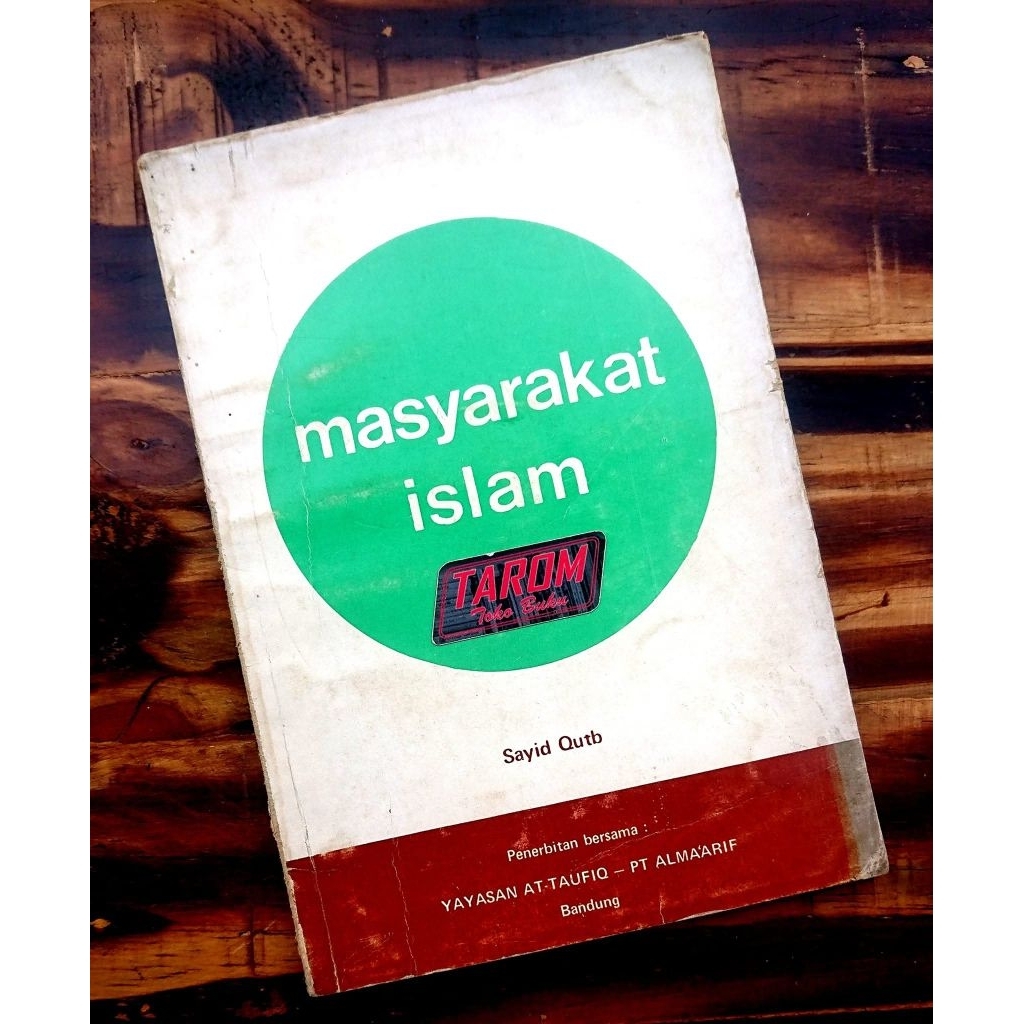 masyarakat
islam
TAROM
Toko Buku
Sayid Qutb
Penerbitan bersama :
YAYASAN AT-TAUFIQ — PT ALMA'ARIF
Bandung